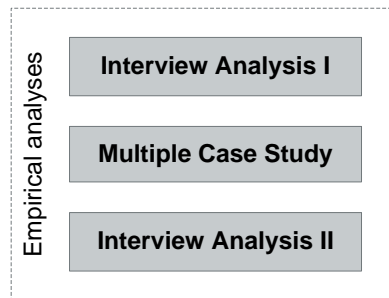 Empirical analyses
Interview Analysis I
Multiple Case Study
Interview Analysis II